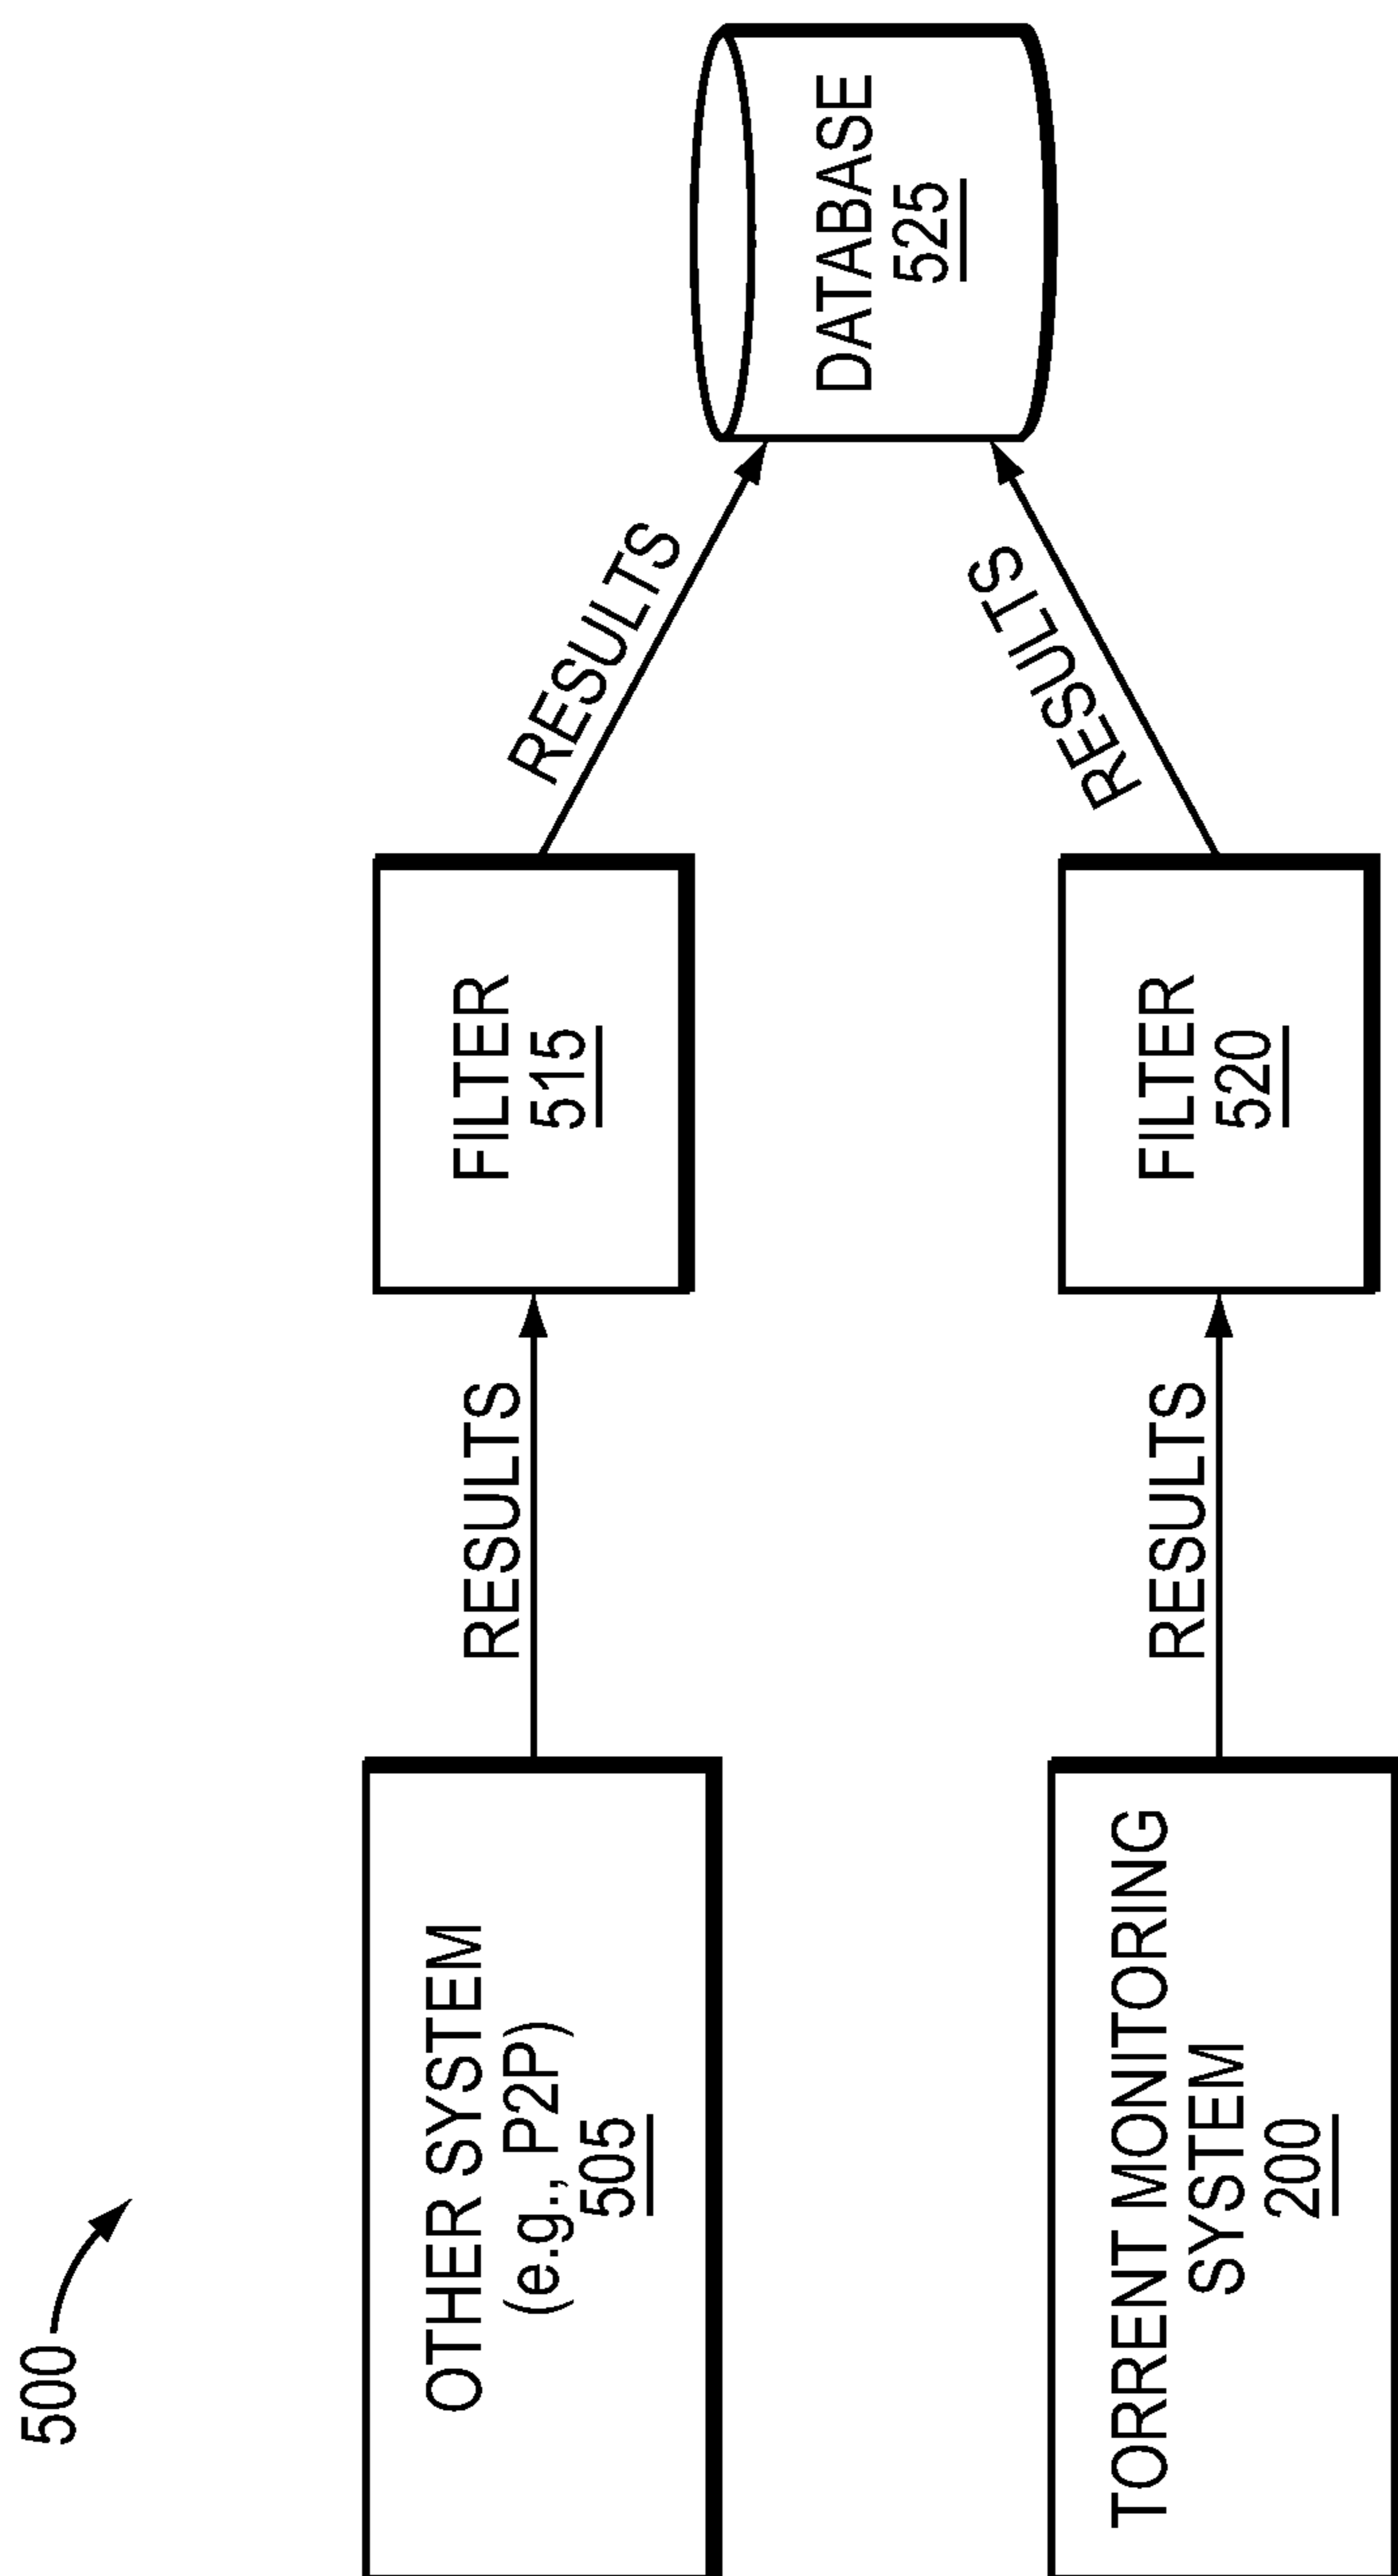 500
OTHER SYSTEM
(e.g., P2P)
505
RESULTS
FILTER
515
RESULTS
DATABASE
525
TORRENT MONITORING
SYSTEM
200
RESULTS
FILTER
520
RESULTS